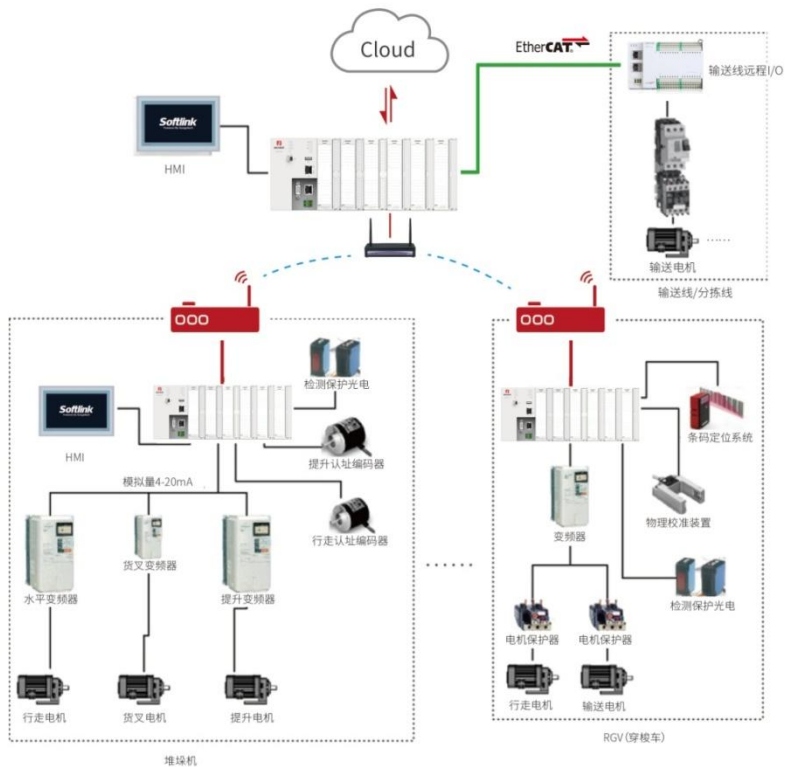 Cloud
EtherCAT
输送线远程I/O
Softlink
HMI
输送电机
输送线/分拣线
检测保护光电
Softlink
HMI
提升认址编码器
模拟量4-20mA
行走认址编码器
水平变频器
货叉变频器
提升变频器
行走电机
货叉电机
提升电机
堆垛机
条码定位系统
物理校准装置
变频器
检测保护光电
电机保护器
电机保护器
行走电机
输送电机
RGV(穿梭车)